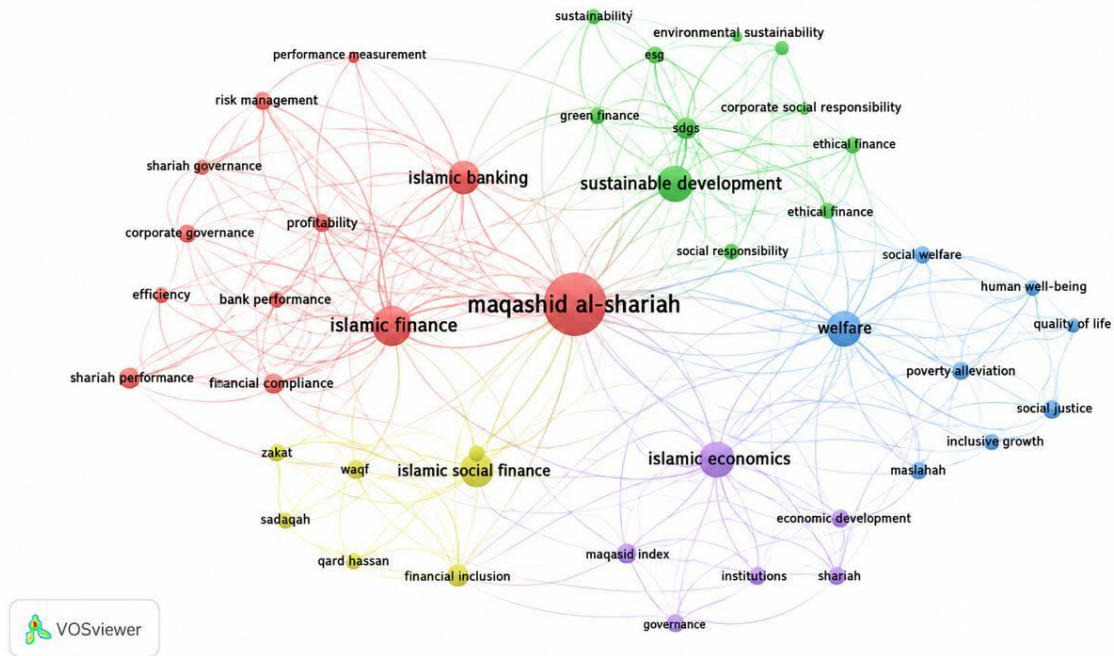 sustainability
environmental sustainability
performance measurement
esg
risk management
corporate social responsibility
green finance
sdgs
ethical finance
shariah governance
islamic banking
sustainable development
ethical finance
profitability
corporate governance
social responsibility
social welfare
human well-being
efficiency
bank performance
maqashid al-shariah
islamic finance
welfare
quality of life
poverty alleviation
shariah performance
financial compliance
social justice
inclusive growth
zakat
waqf
islamic social finance
islamic economics
maslahah
sadaqah
economic development
qard hassan
maqasid index
financial inclusion
institutions
shariah
governance
VOSviewer